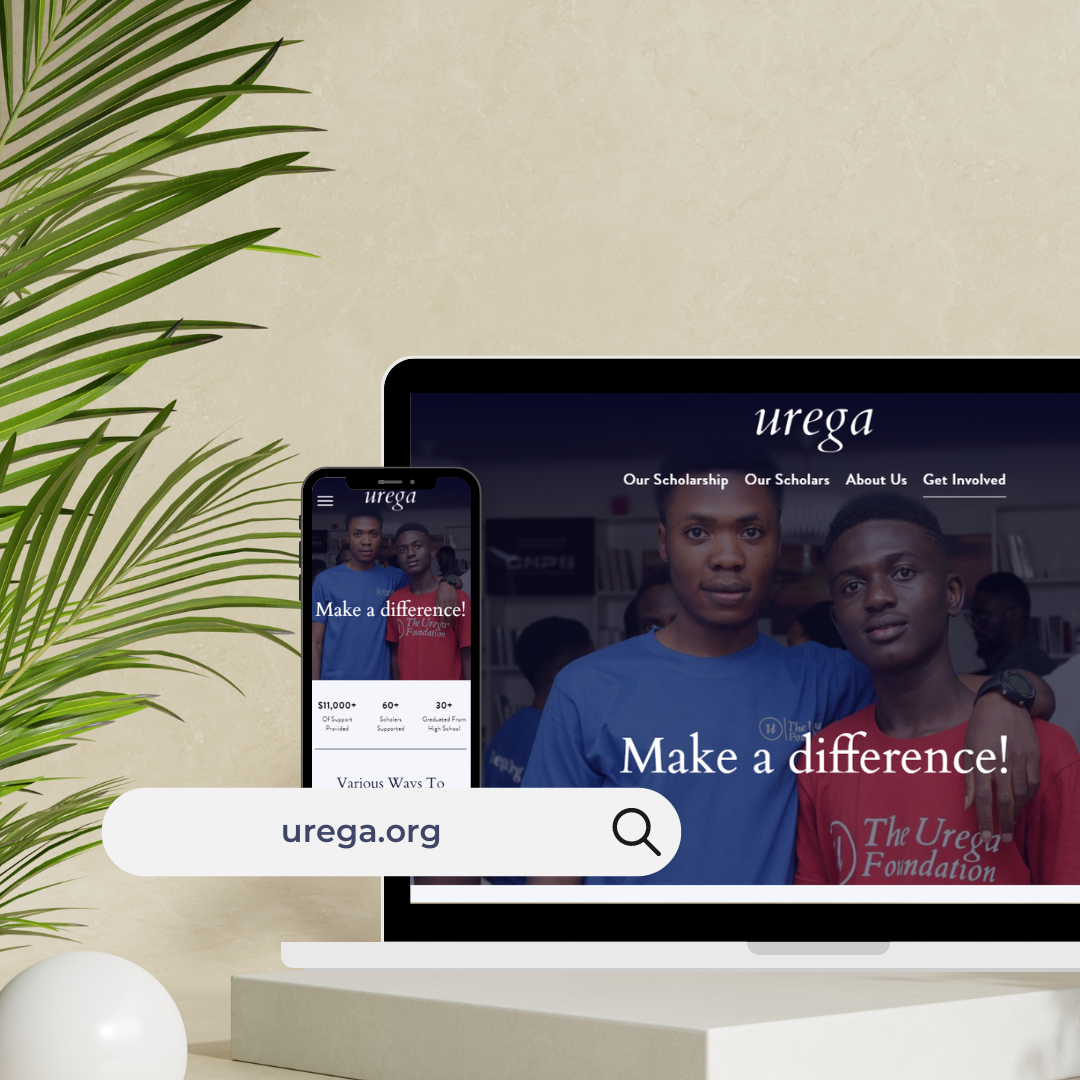 urega
Our Scholarship Our Scholars About Us Get Involved
urega
Make a difference!
The Urega
Foundation
$11,000+ 60+ 30+
Of Support Scholars Graduated From
Provided Supported High School
Various Ways To
Make a difference!
The Urega
Foundation
urega.org